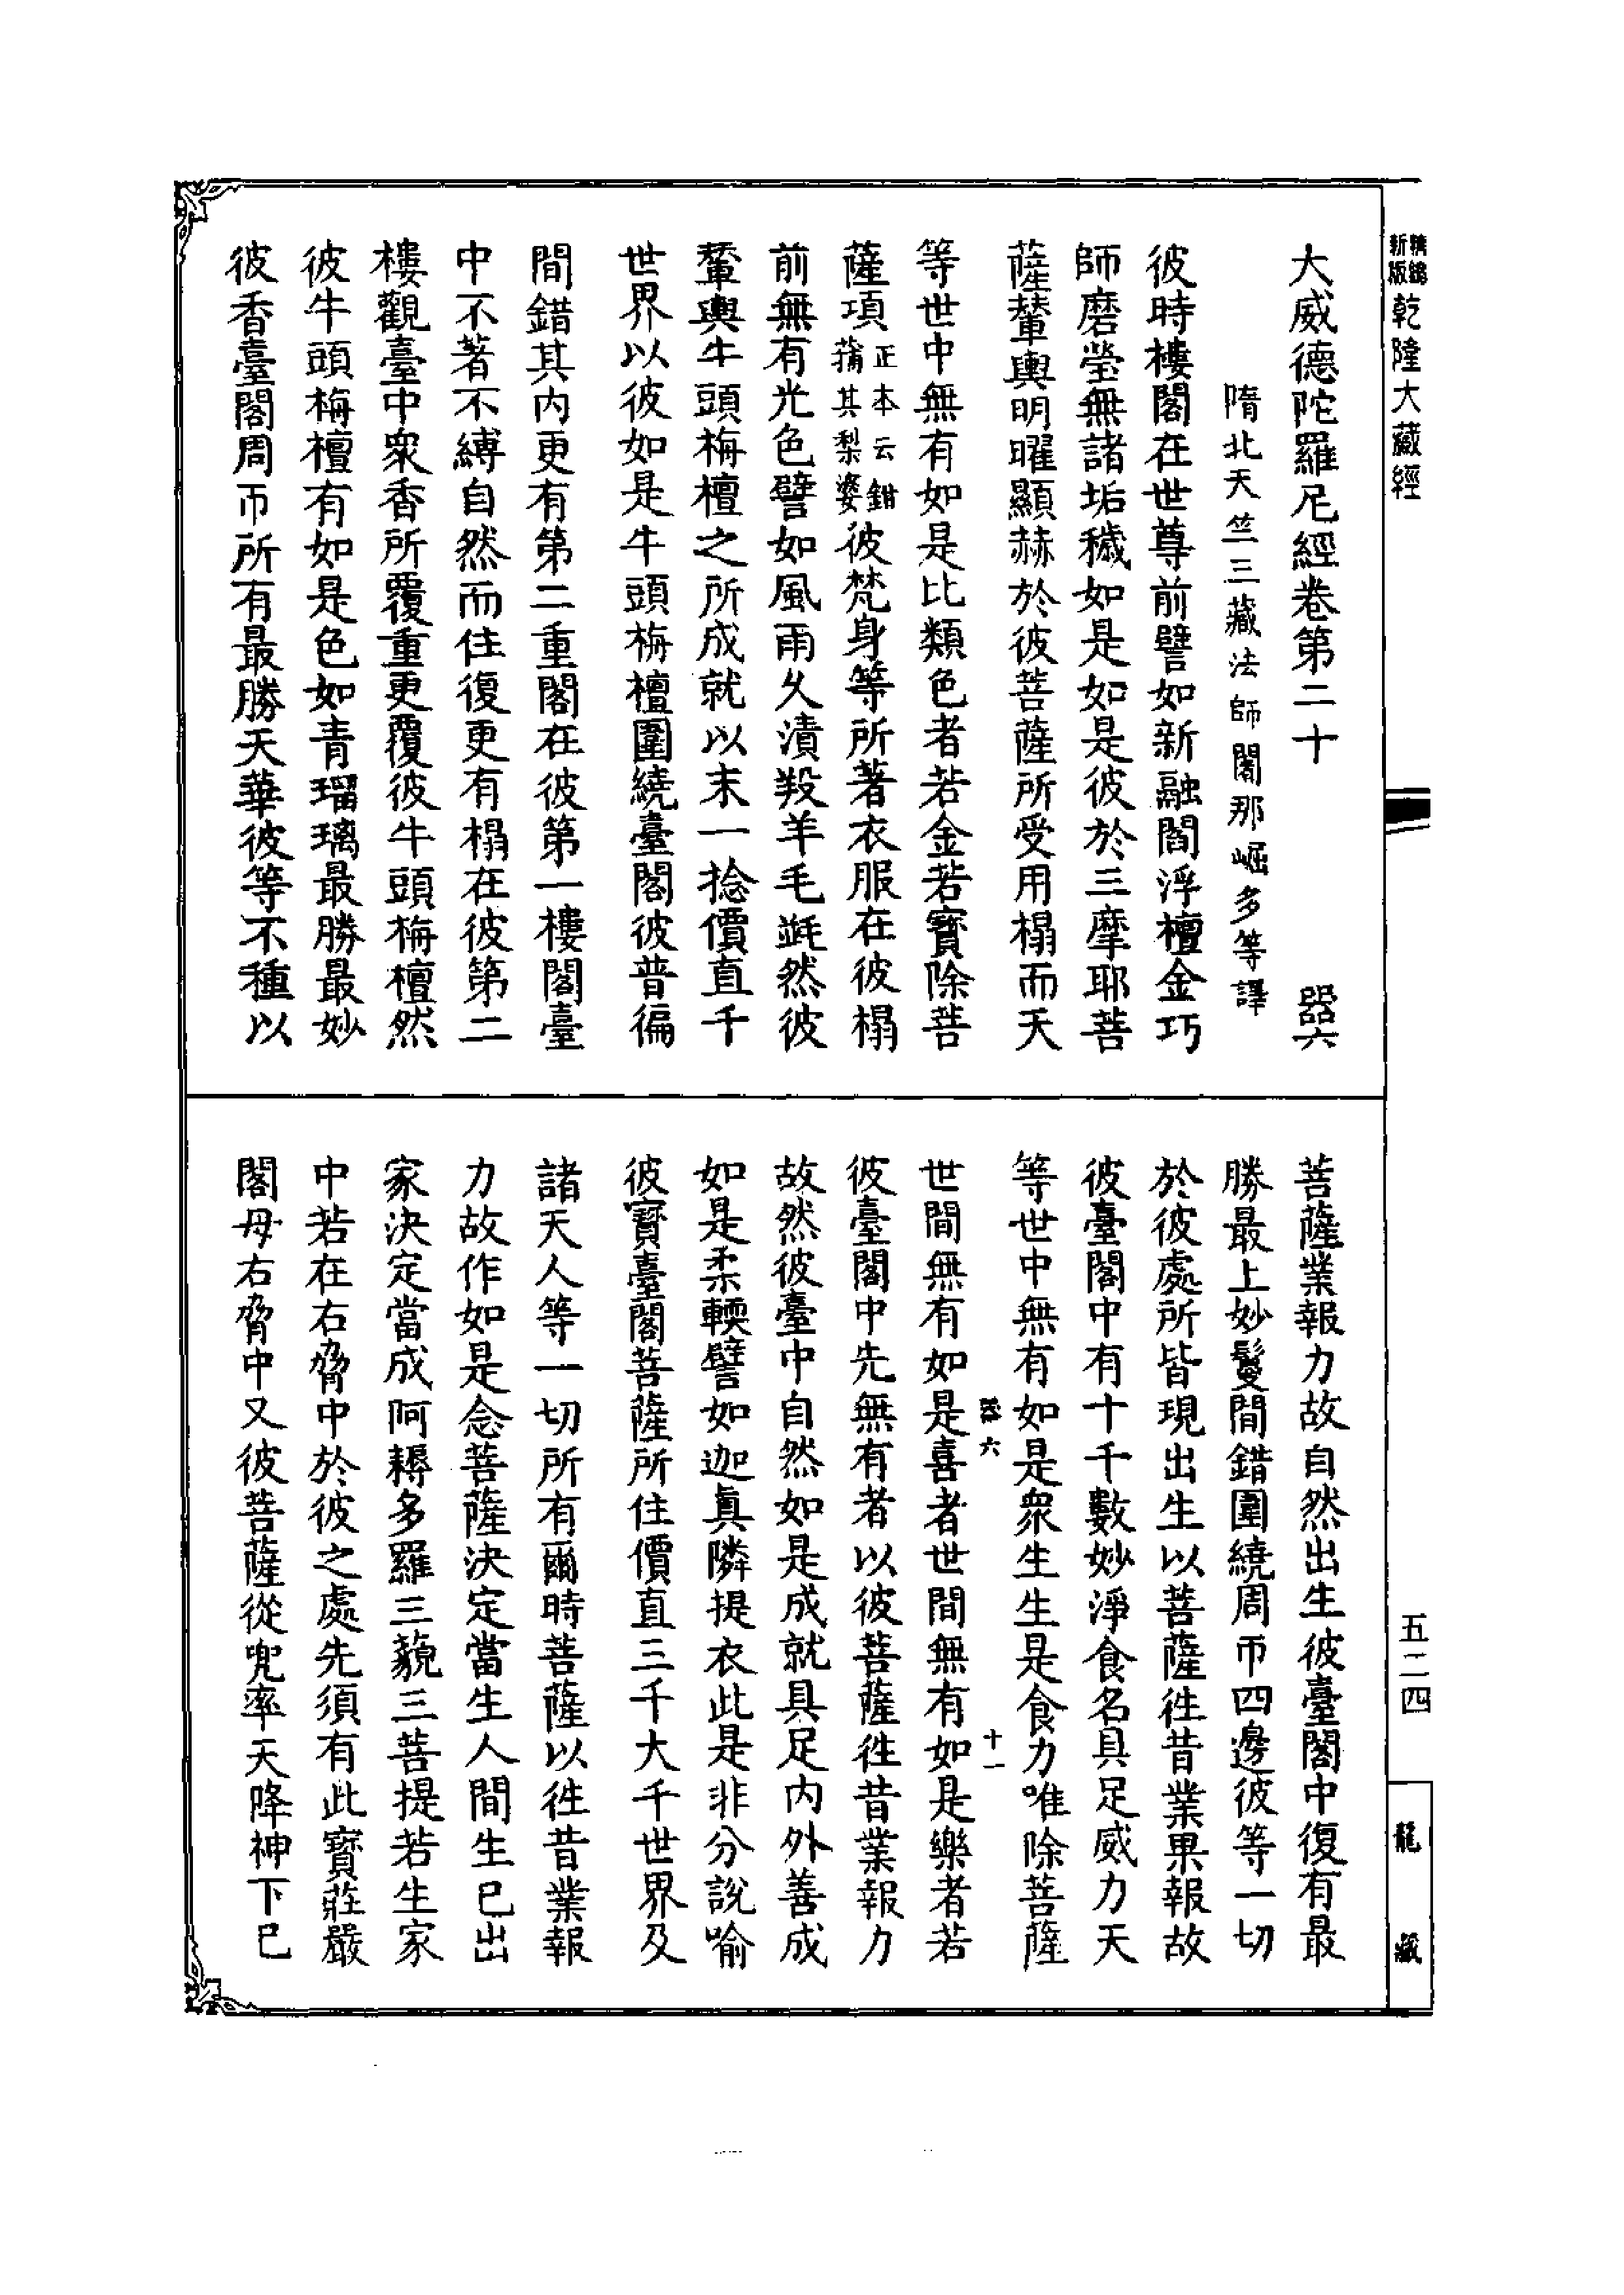 新版
乾隆大藏經
大威德陀羅尼經卷第二十　器六
隋北天竺三藏法師闍那崛多等譯
彼時樓閣在世尊前譬如新融閻浮檀金巧
師磨瑩無諸垢穢如是如是彼於三摩耶菩
薩輦輿明曜顯赫於彼菩薩所受用榻而天
等世中無有如是比類色者若金若寶除菩
薩項正本云鉗蒱其梨婆彼梵身等所著衣服在彼榻
前無有光色譬如風雨久漬羖羊毛毯然彼
輦輿牛頭栴檀之所成就以末一捻價直千
世界以彼如是牛頭栴檀圍繞臺閣彼普徧
間錯其內更有第二重閣在彼第一樓閣臺
中不著不縛自然而住復更有榻在彼第二
樓觀臺中衆香所覆重更覆彼牛頭栴檀然
彼牛頭栴檀有如是色如青瑠璃最勝最妙
彼香臺閣周帀所有最勝天華彼等不種以
菩薩業報力故自然出生彼臺閣中復有最
勝最上妙鬘間錯圍繞周帀四邊彼等一切
於彼處所皆現出生以菩薩徃昔業果報故
彼臺閣中有十千數妙淨食名具足威力天
等世中無有如是衆生生是食力唯除菩薩
器六　十一
世間無有如是喜者世間無有如是樂者若
彼臺閣中先無有者以彼菩薩徃昔業報力
故然彼臺中自然如是成就具足內外善成
如是柔輭譬如迦眞隣提衣此是非分說喻
彼寶臺閣菩薩所住價直三千大千世界及
諸天人等一切所有爾時菩薩以徃昔業報
力故作如是念菩薩決定當生人間生已出
家決定當成阿耨多羅三藐三菩提若生家
中若在右脅中於彼之處先須有此寶莊嚴
閣母右脅中又彼菩薩從兜率天降神下已
五二四
龍藏